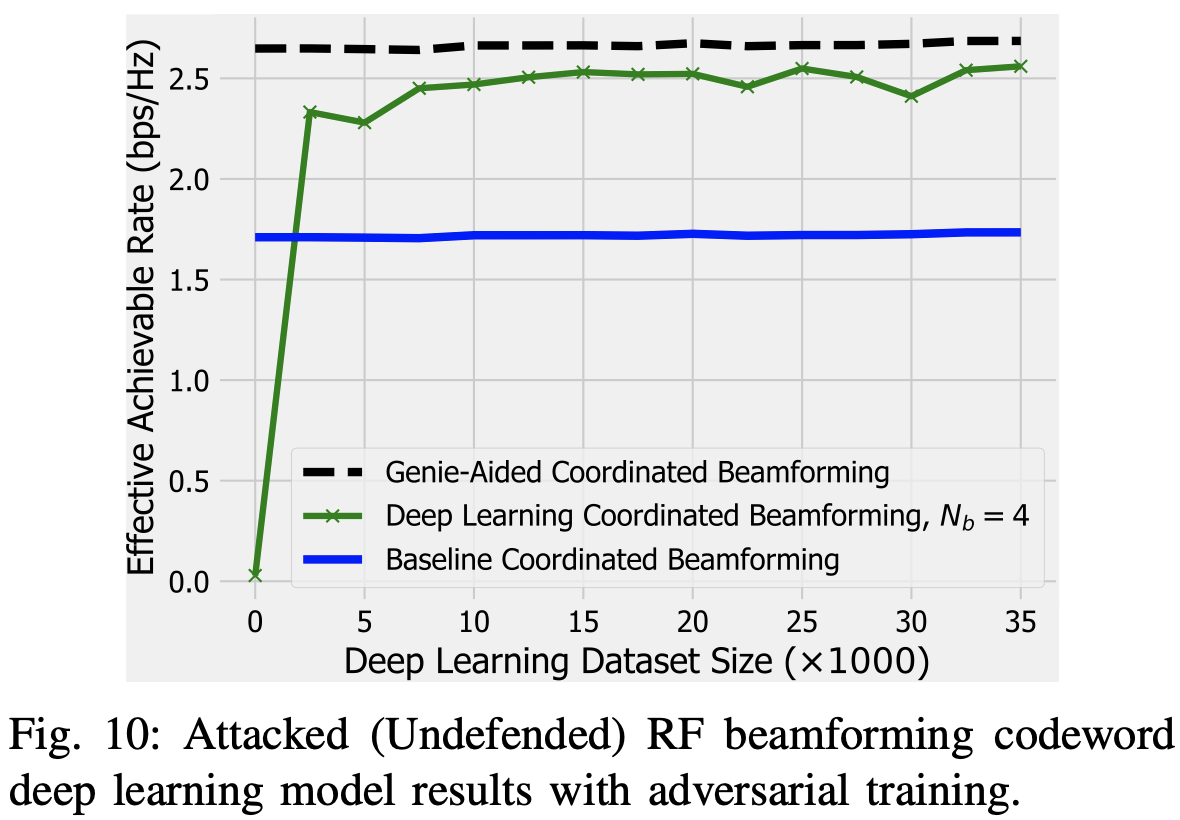 Effective Achievable Rate (bps/Hz)
2.5
2.0
1.5
1.0
0.5
0.0
Genie-Aided Coordinated Beamforming
Deep Learning Coordinated Beamforming, N_b = 4
Baseline Coordinated Beamforming
0 5 10 15 20 25 30 35
Deep Learning Dataset Size (×1000)
Fig. 10: Attacked (Undefended) RF beamforming codeword
deep learning model results with adversarial training.